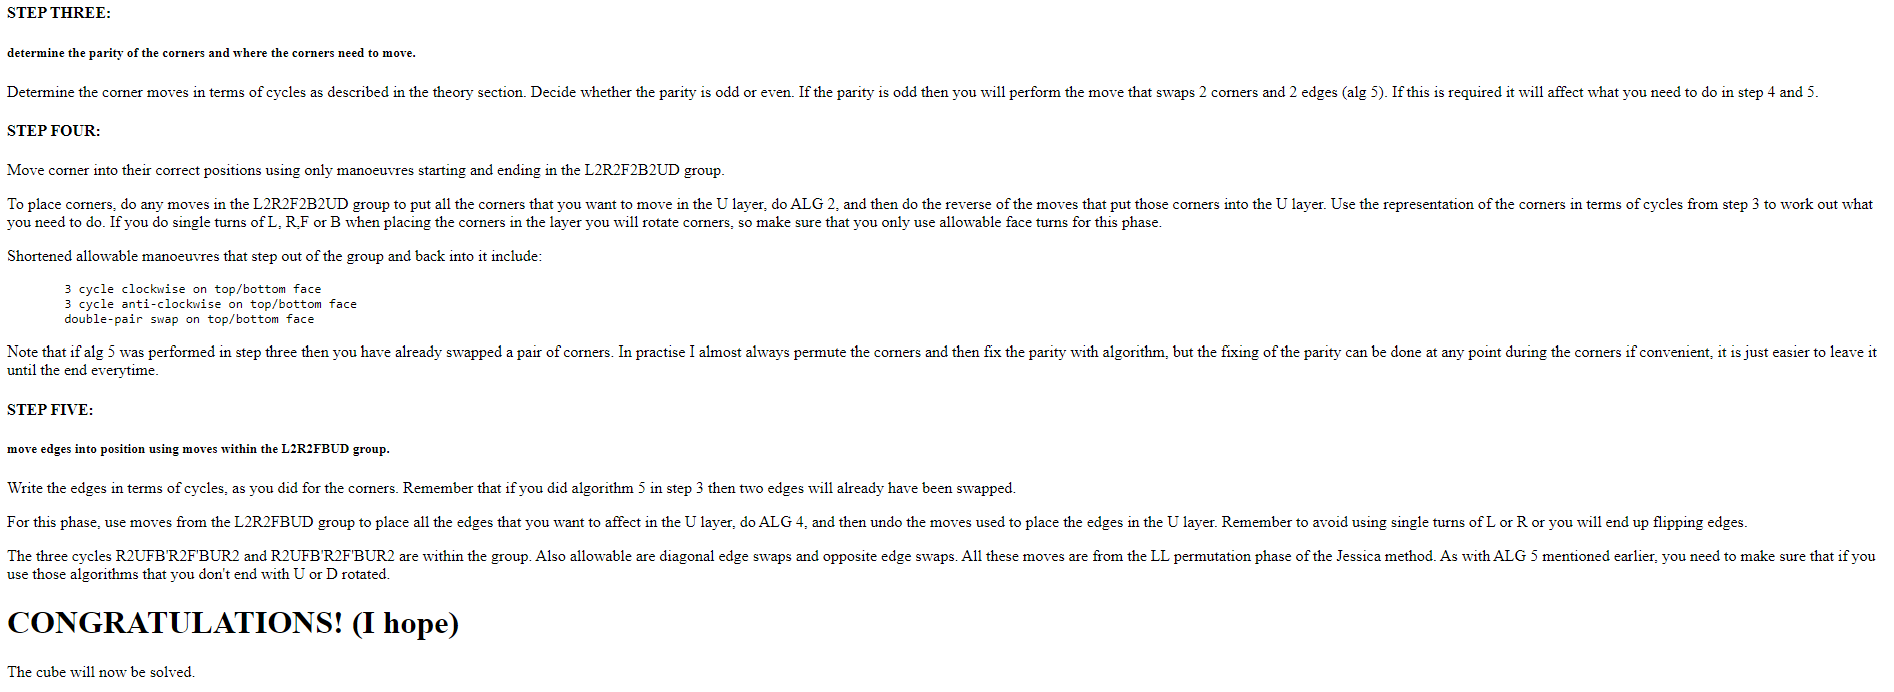 STEP THREE:
determine the parity of the corners and where the corners need to move.
Determine the corner moves in terms of cycles as described in the theory section. Decide whether the parity is odd or even. If the parity is odd then you will perform the move that swaps 2 corners and 2 edges (alg 5). If this is required it will affect what you need to do in step 4 and 5.
STEP FOUR:
Move corner into their correct positions using only manoeuvres starting and ending in the L2R2F2B2UD group.
To place corners, do any moves in the L2R2F2B2UD group to put all the corners that you want to move in the U layer, do ALG 2, and then do the reverse of the moves that put those corners into the U layer. Use the representation of the corners in terms of cycles from step 3 to work out what
you need to do. If you do single turns of L, R,F or B when placing the corners in the layer you will rotate corners, so make sure that you only use allowable face turns for this phase.
Shortened allowable manoeuvres that step out of the group and back into it include:
3 cycle clockwise on top/bottom face
3 cycle anti-clockwise on top/bottom face
double-pair swap on top/bottom face
Note that if alg 5 was performed in step three then you have already swapped a pair of corners. In practise I almost always permute the corners and then fix the parity with algorithm, but the fixing of the parity can be done at any point during the corners if convenient, it is just easier to leave it
until the end everytime.
STEP FIVE:
move edges into position using moves within the L2R2FBUD group.
Write the edges in terms of cycles, as you did for the corners. Remember that if you did algorithm 5 in step 3 then two edges will already have been swapped.
For this phase, use moves from the L2R2FBUD group to place all the edges that you want to affect in the U layer, do ALG 4, and then undo the moves used to place the edges in the U layer. Remember to avoid using single turns of L or R or you will end up flipping edges.
The three cycles R2UFB'R2F'BUR2 and R2UFB'R2F'BUR2 are within the group. Also allowable are diagonal edge swaps and opposite edge swaps. All these moves are from the LL permutation phase of the Jessica method. As with ALG 5 mentioned earlier, you need to make sure that if you
use those algorithms that you don't end with U or D rotated.
CONGRATULATIONS! (I hope)
The cube will now be solved.